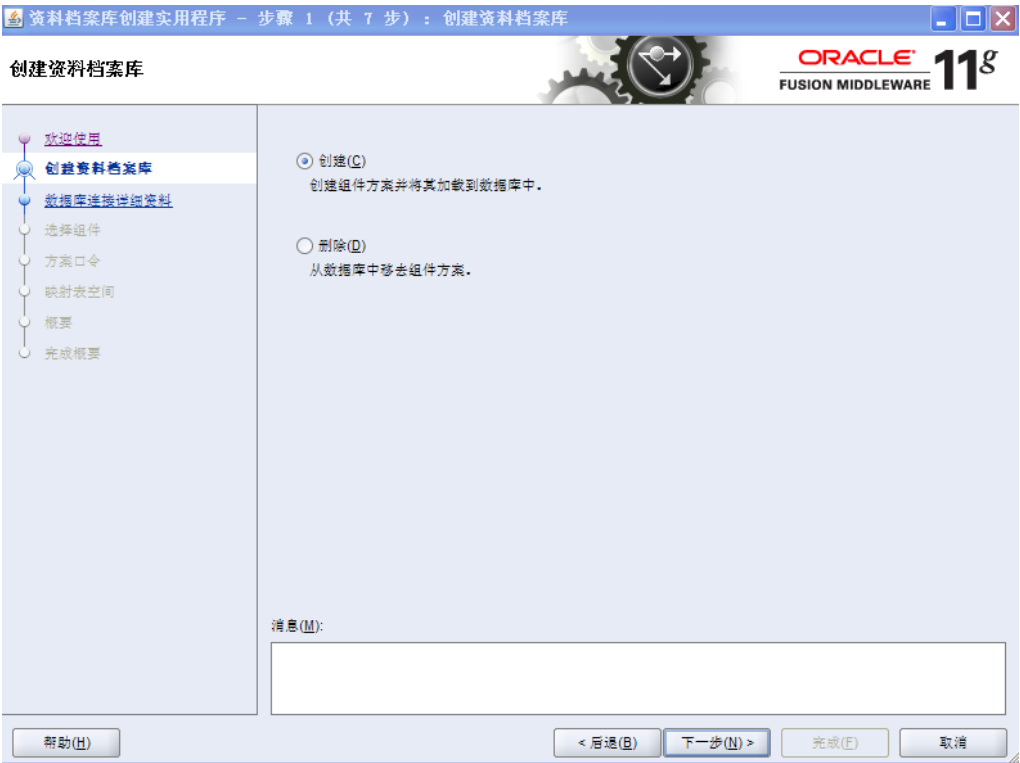 资料档案库创建实用程序 - 步骤 1 (共 7 步) : 创建资料档案库
创建资料档案库
ORACLE
FUSION MIDDLEWARE
11g
欢迎使用
创建资料档案库
数据库连接详细资料
选择组件
方案口令
映射表空间
概要
完成概要
创建(C)
创建组件方案并将其加载到数据库中.
删除(D)
从数据库中移去组件方案.
消息(M):
帮助(H)
< 后退(B)
下一步(N) >
完成(F)
取消